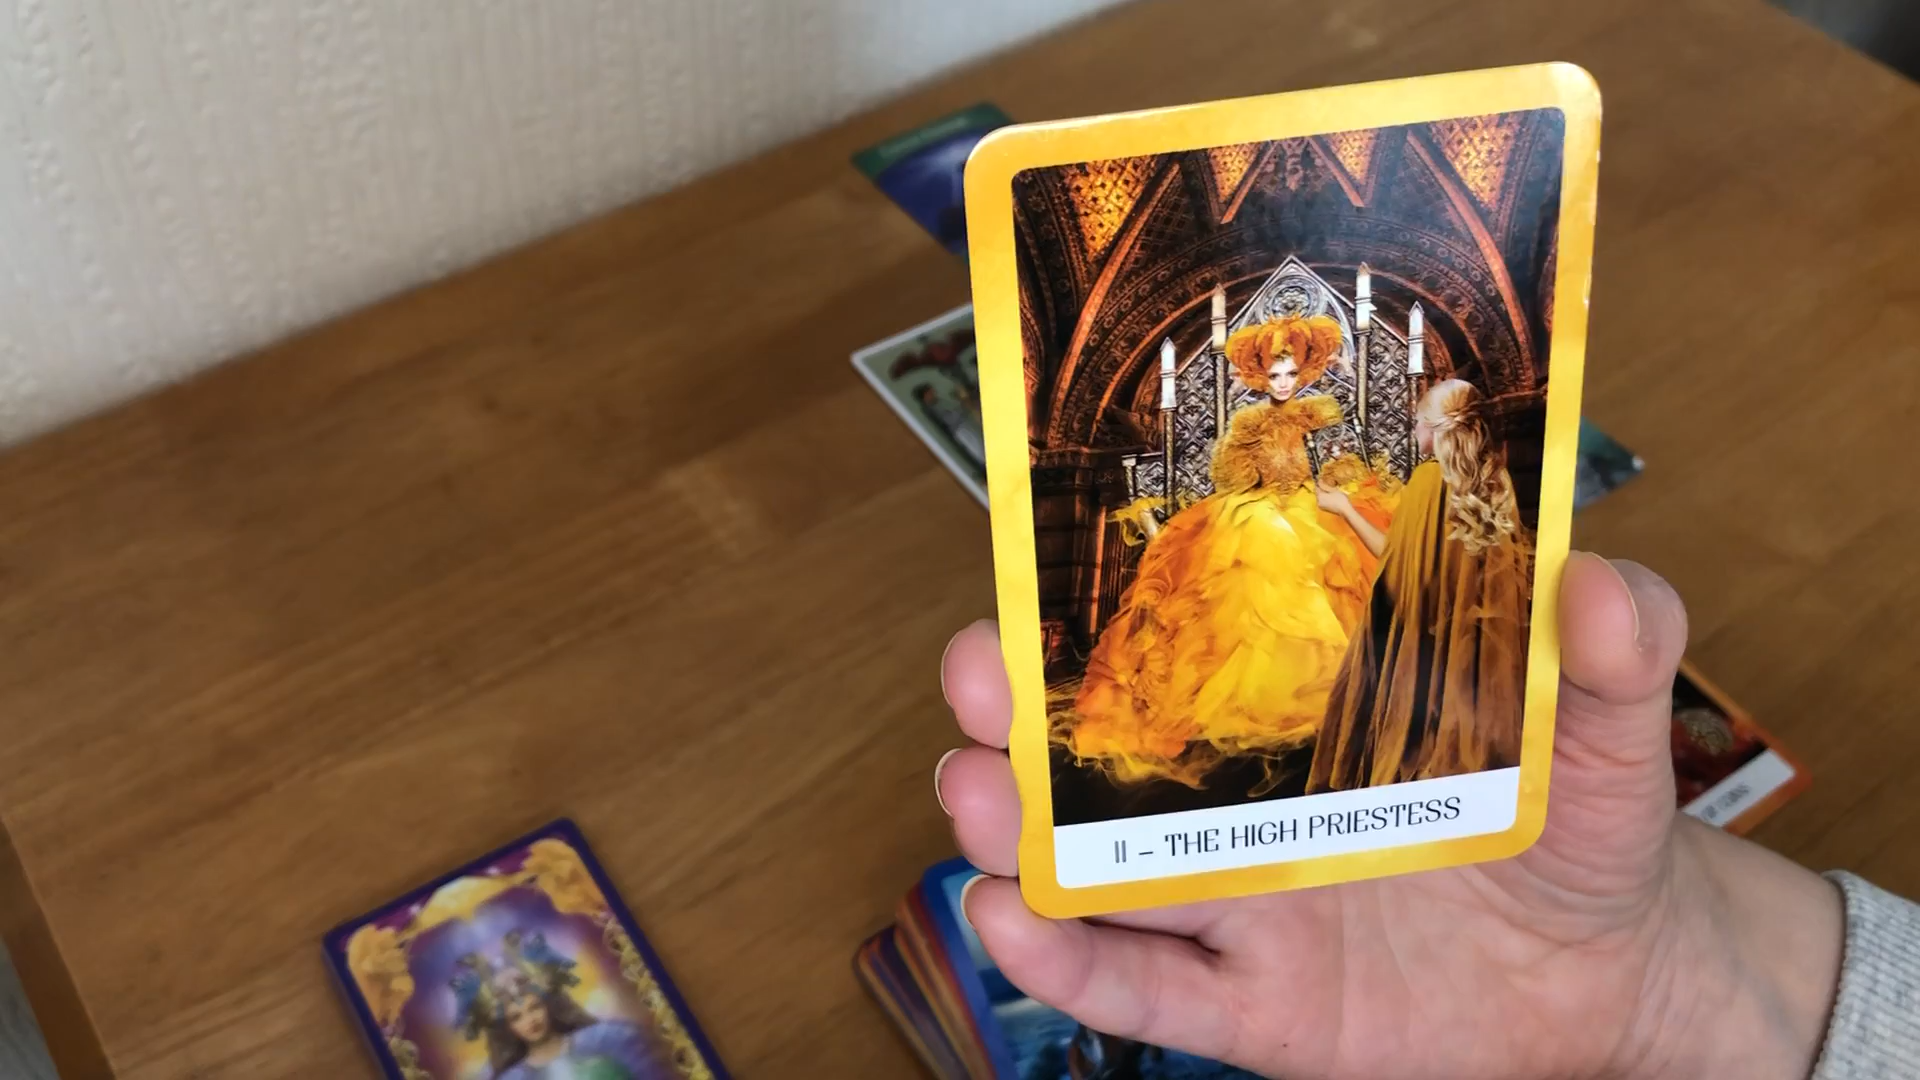 II – THE HIGH PRIESTESS